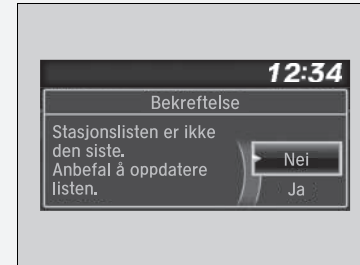 12:34
Bekreftelse
Stasjonslisten er ikke
den siste.
Anbefal å oppdatere
listen.
Nei
Ja